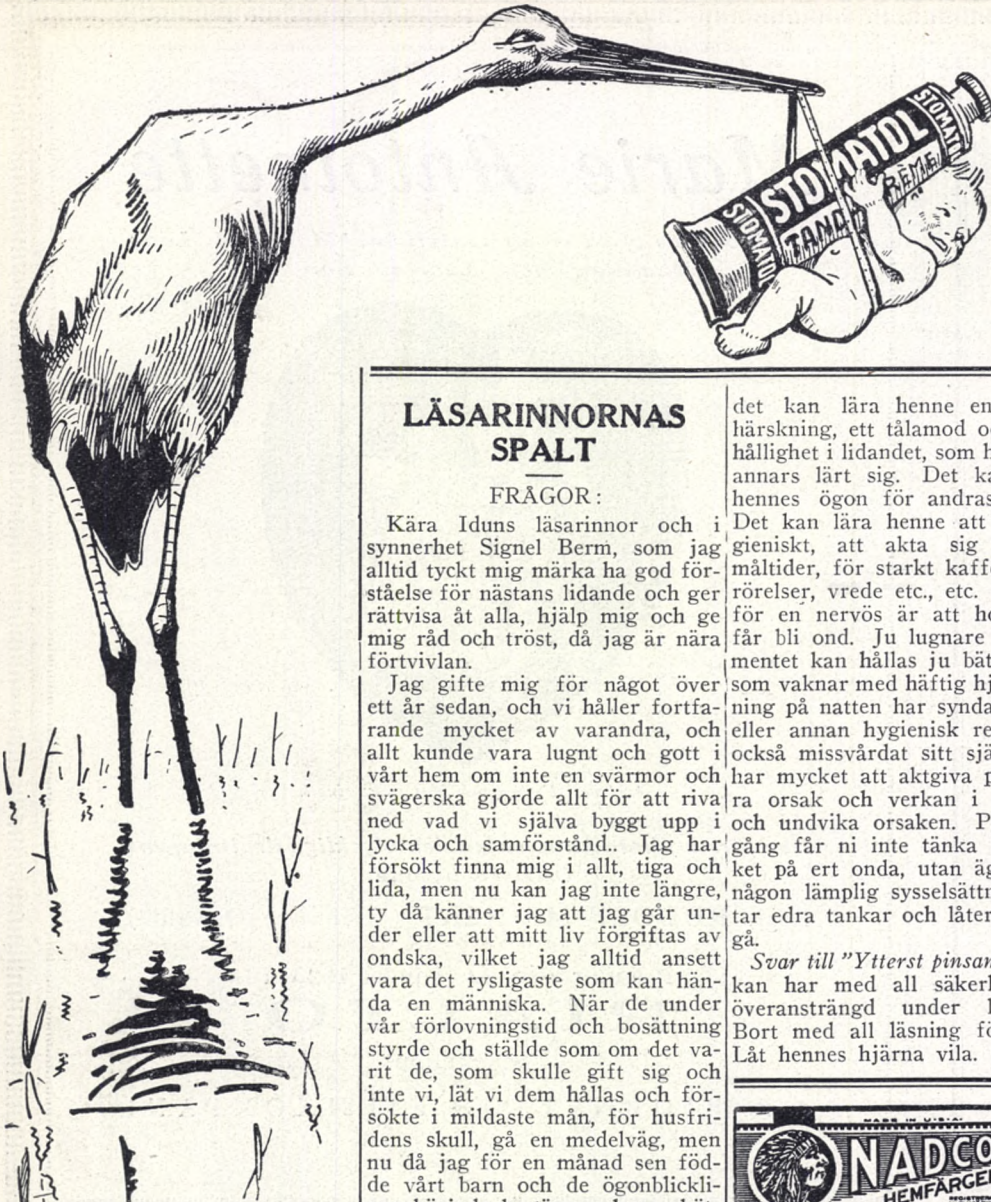 STOMATOL
STOMATOL
TAND
REME
STOMATO
LÄSARINNORNAS
SPALT
FRÅGOR:
Kära Iduns läsarinnor och i
synnerhet Signel Berm, som jag
alltid tyckt mig märka ha god för-
ståelse för nästans lidande och ger
rättvisa åt alla, hjälp mig och ge
mig råd och tröst, då jag är nära
förtvivlan.
Jag gifte mig för något över
ett år sedan, och vi håller fortfa-
rande mycket av varandra, och
allt kunde vara lugnt och gott i
vårt hem om inte en svärmor och
svägerska gjorde allt för att riva
ned vad vi själva byggt upp i
lycka och samförstånd.. Jag har
försökt finna mig i allt, tiga och
lida, men nu kan jag inte längre,
ty då känner jag att jag går un-
der eller att mitt liv förgiftas av
ondska, vilket jag alltid ansett
vara det rysligaste som kan hän-
da en människa. När de under
vår förlovningstid och bosättning
styrde och ställde som om det va-
rit de, som skulle gift sig och
inte vi, lät vi dem hållas och för-
sökte i mildaste mån, för husfri-
dens skull, gå en medelväg, men
nu då jag för en månad sen föd-
de vårt barn och de ögonblickli-
det kan lära henne en
härskning, ett tålamod o
hållighet i lidandet, som h
annars lärt sig. Det ka
hennes ögon för andras
Det kan lära henne att
gieniskt, att akta sig
måltider, för starkt kaff
rörelser, vrede etc., etc.
för en nervös är att h
får bli ond. Ju lugnare
mentet kan hållas ju bät
som vaknar med häftig hj
ning på natten har synda
eller annan hygienisk re
också missvårdat sitt sjä
har mycket att aktgiva p
ra orsak och verkan i
och undvika orsaken. P
gång får ni inte tänka
ket på ert onda, utan äg
någon lämplig sysselsättn
tar edra tankar och låter
gå.
Svar till "Ytterst pinsam
kan har med all säkerl
överansträngd under
Bort med all läsning fö
Låt hennes hjärna vila.
NADCO
HEMFÄRGER